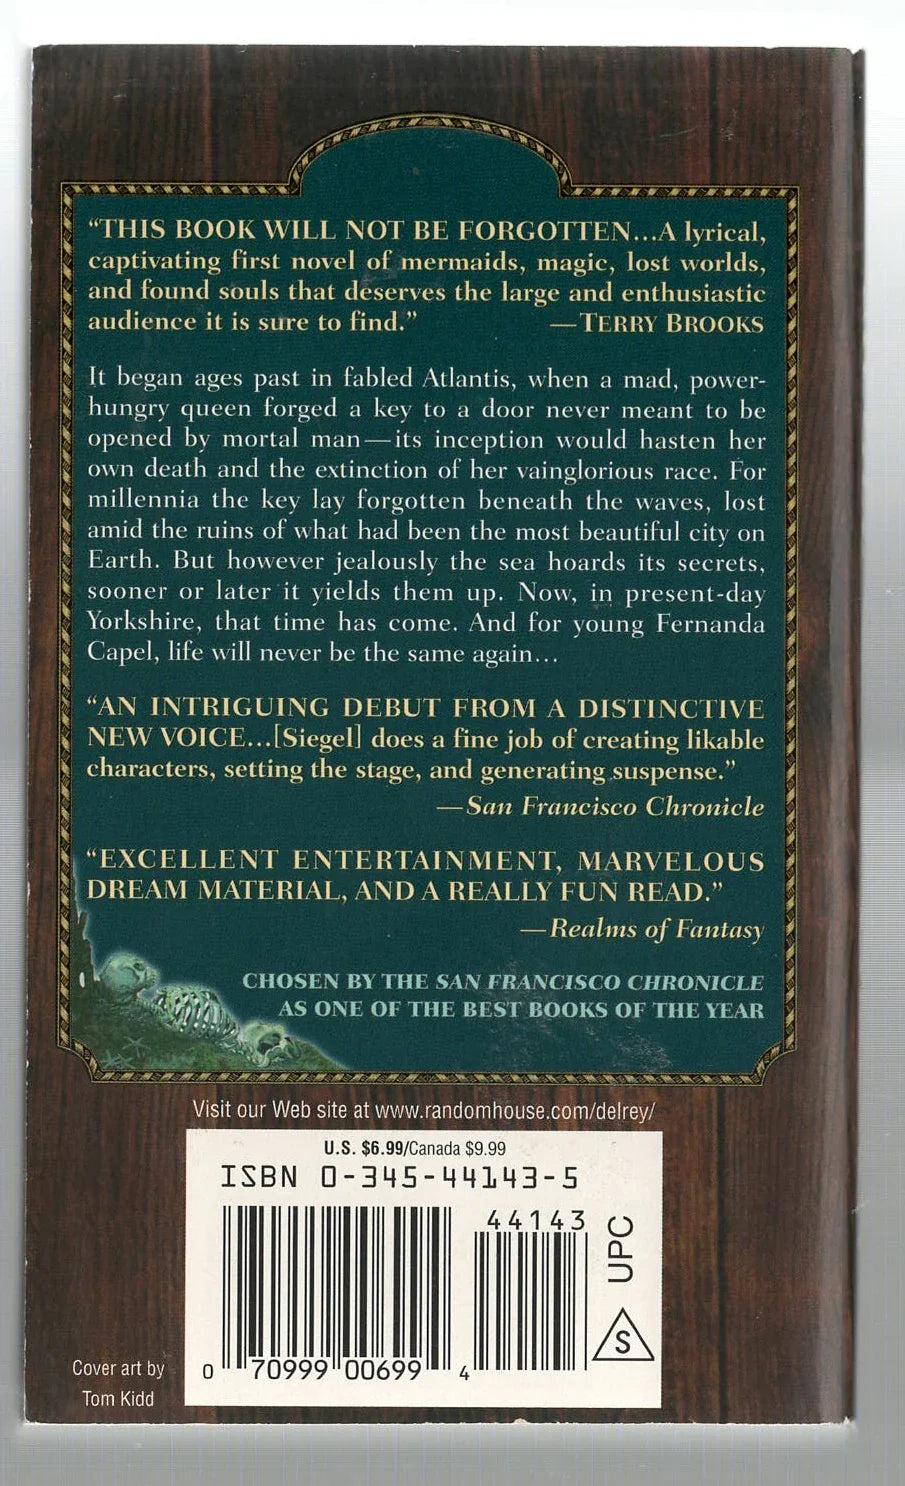 “THIS BOOK WILL NOT BE FORGOTTEN...A lyrical,
captivating first novel of mermaids, magic, lost worlds,
and found souls that deserves the large and enthusiastic
audience it is sure to find.” —TERRY BROOKS
It began ages past in fabled Atlantis, when a mad, power-
hungry queen forged a key to a door never meant to be
opened by mortal man—its inception would hasten her
own death and the extinction of her vainglorious race. For
millennia the key lay forgotten beneath the waves, lost
amid the ruins of what had been the most beautiful city on
Earth. But however jealously the sea hoards its secrets,
sooner or later it yields them up. Now, in present-day
Yorkshire, that time has come. And for young Fernanda
Capel, life will never be the same again...
“AN INTRIGUING DEBUT FROM A DISTINCTIVE
NEW VOICE...[Siegel] does a fine job of creating likable
characters, setting the stage, and generating suspense.”
—San Francisco Chronicle
“EXCELLENT ENTERTAINMENT, MARVELOUS
DREAM MATERIAL, AND A REALLY FUN READ.”
—Realms of Fantasy
CHOSEN BY THE SAN FRANCISCO CHRONICLE
AS ONE OF THE BEST BOOKS OF THE YEAR
Visit our Web site at www.randomhouse.com/delrey/
U.S. $6.99/Canada $9.99
ISBN 0-345-44143-5
44143
UPC
S
0 70999 00699 4
Cover art by
Tom Kidd